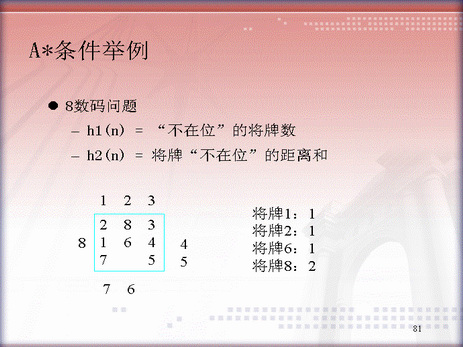 A*条件举例
● 8数码问题
– h1(n) = “不在位”的将牌数
– h2(n) = 将牌“不在位”的距离和
1 2 3
2 8 3
8 1 6 4 4
7 5 5
7 6
将牌1：1
将牌2：1
将牌6：1
将牌8：2
81